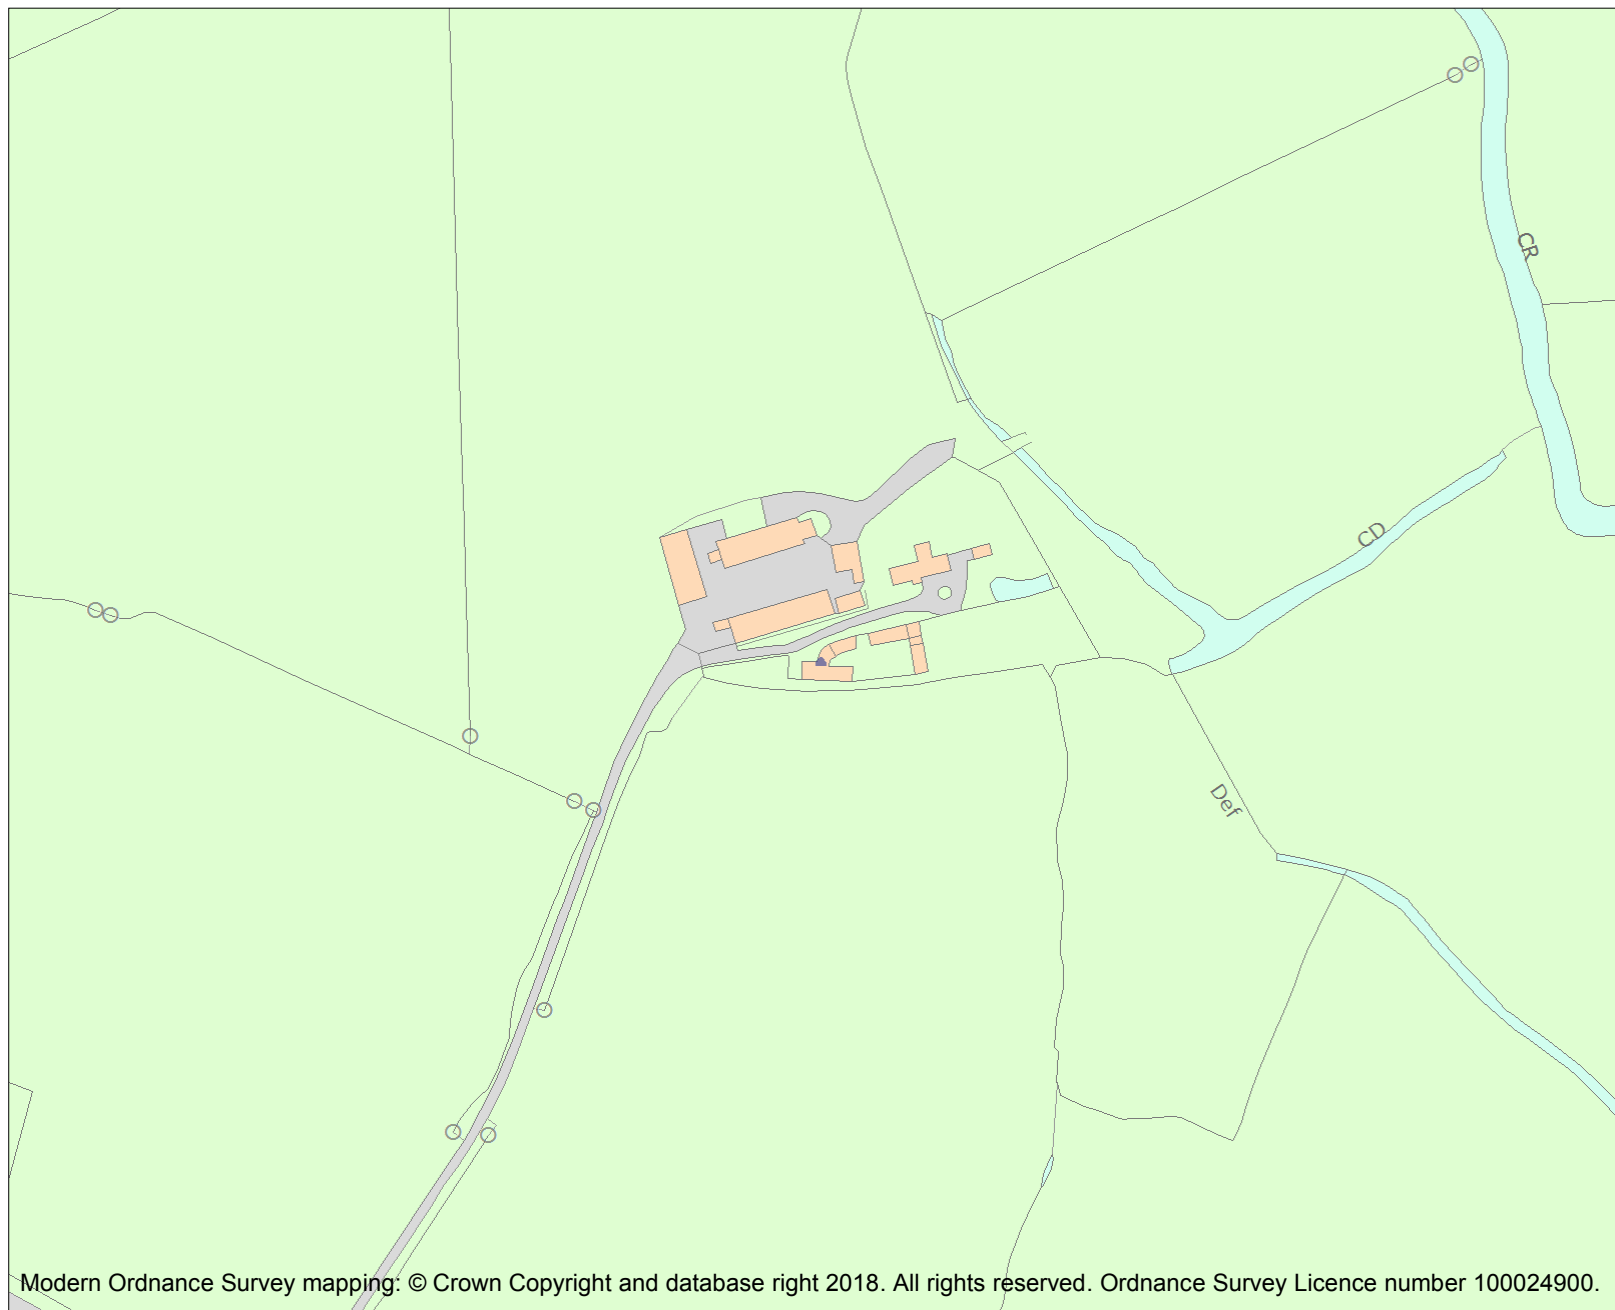 CR
CD
Def
Modern Ordnance Survey mapping: © Crown Copyright and database right 2018. All rights reserved. Ordnance Survey Licence number 100024900.